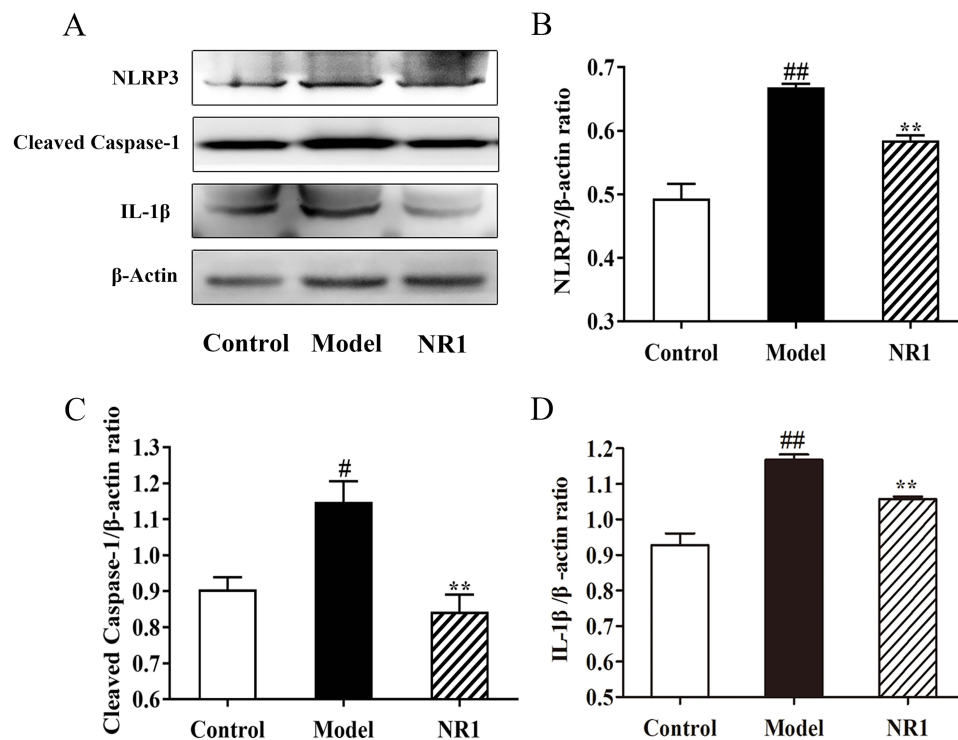 A
NLRP3
Cleaved Caspase-1
IL-1β
β-Actin
Control Model NR1
B
NLRP3/β-actin ratio
0.7
0.6
0.5
0.4
0.3
##
**
Control Model NR1
C
Cleaved Caspase-1/β-actin ratio
1.3
1.2
1.1
1.0
0.9
0.8
0.7
0.6
#
**
Control Model NR1
D
IL-1β /β -actin ratio
1.2
1.1
1.0
0.9
0.8
0.7
0.6
0.5
##
**
Control Model NR1